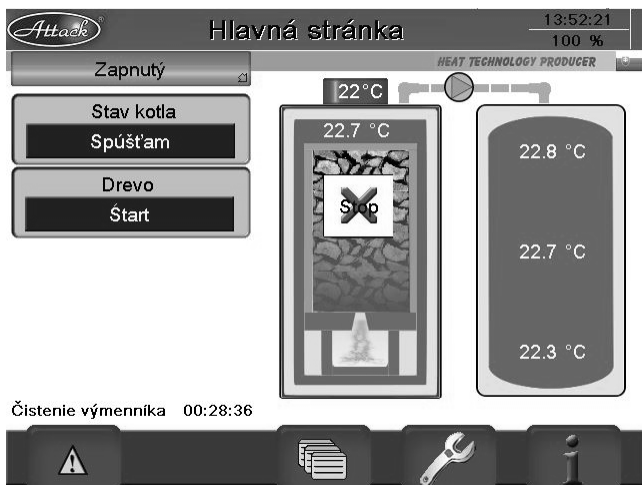 Attack
Hlavná stránka
13:52:21
100 %
HEAT TECHNOLOGY PRODUCER
Zapnutý
22°C
Stav kotla
Spúšťam
Drevo
Štart
22.7 °C
Stop
22.8 °C
22.7 °C
22.3 °C
Čistenie výmenníka 00:28:36